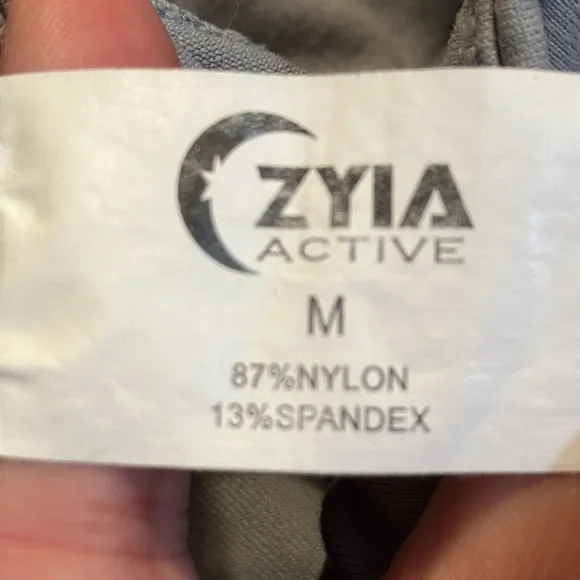 ZYIA
ACTIVE
M
87%NYLON
13%SPANDEX